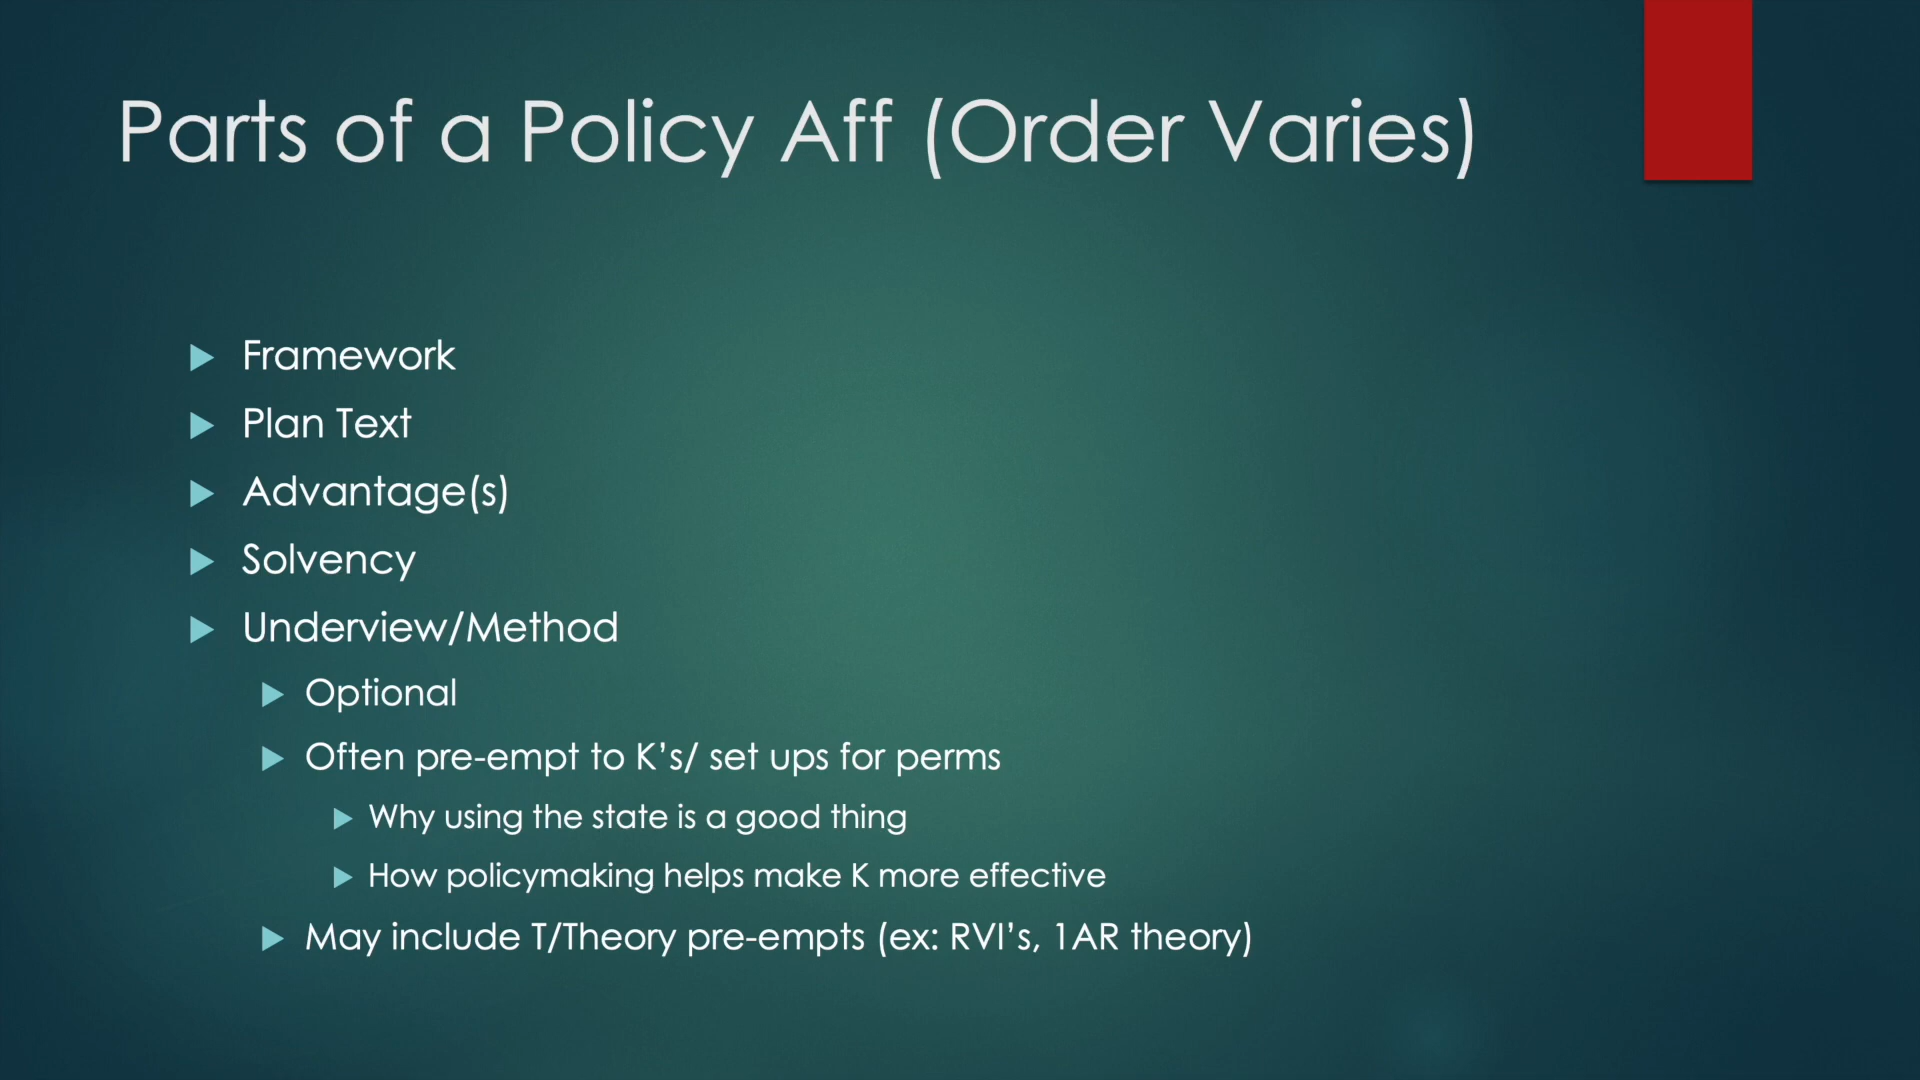 Parts of a Policy Aff (Order Varies)
Framework
Plan Text
Advantage(s)
Solvency
Underview/Method
Optional
Often pre-empt to K’s/ set ups for perms
Why using the state is a good thing
How policymaking helps make K more effective
May include T/Theory pre-empts (ex: RVI’s, 1AR theory)